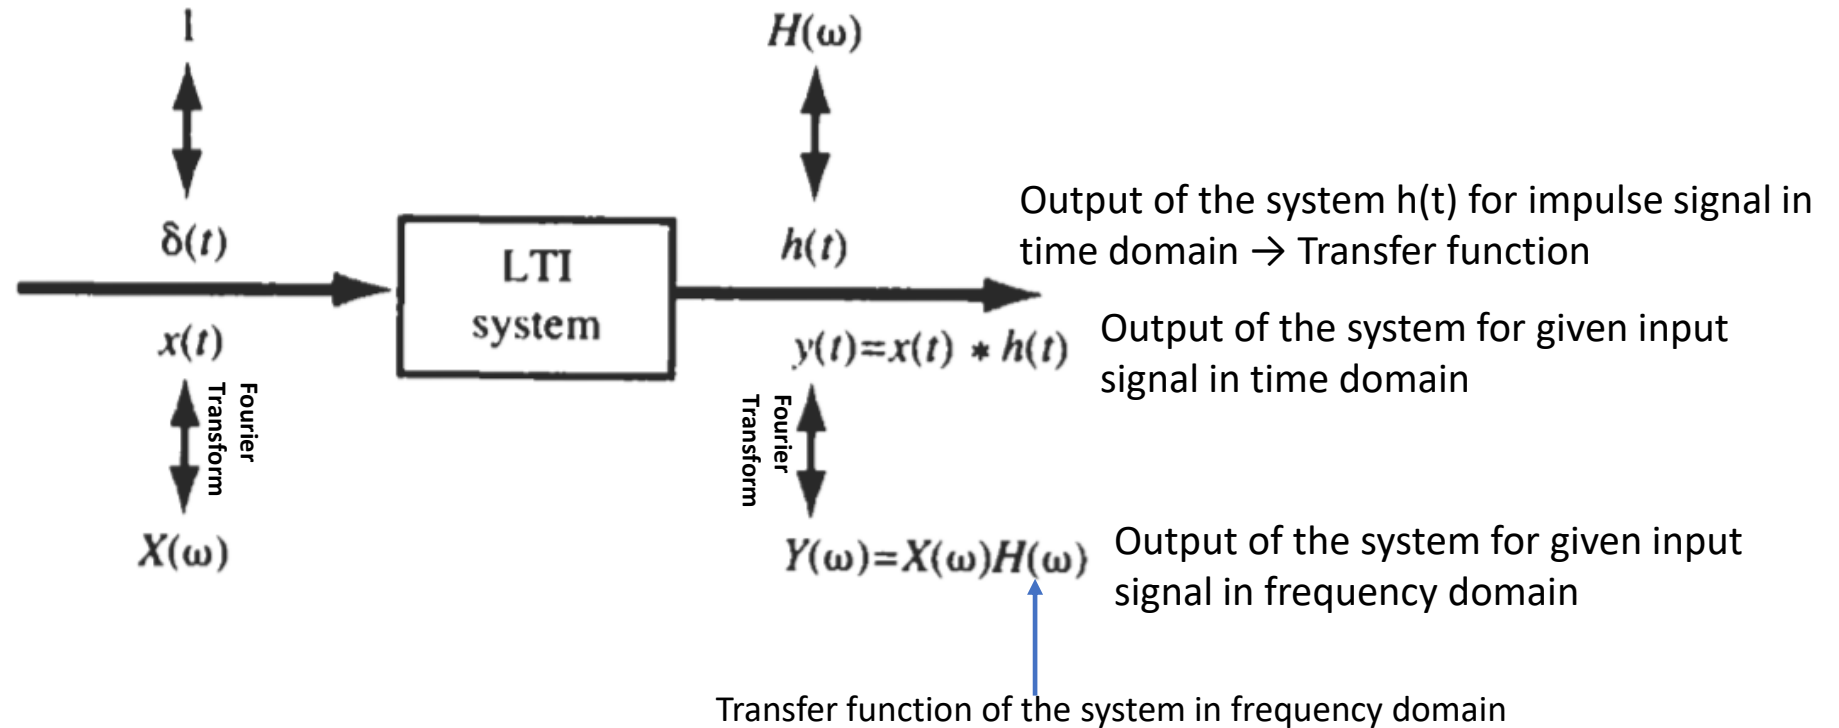 1
H(ω)
δ(t)
h(t)
Output of the system h(t) for impulse signal in
time domain → Transfer function
LTI
system
x(t)
y(t)=x(t) * h(t)
Output of the system for given input
signal in time domain
Fourier
Transform
Fourier
Transform
X(ω)
Y(ω)=X(ω)H(ω)
Output of the system for given input
signal in frequency domain
Transfer function of the system in frequency domain